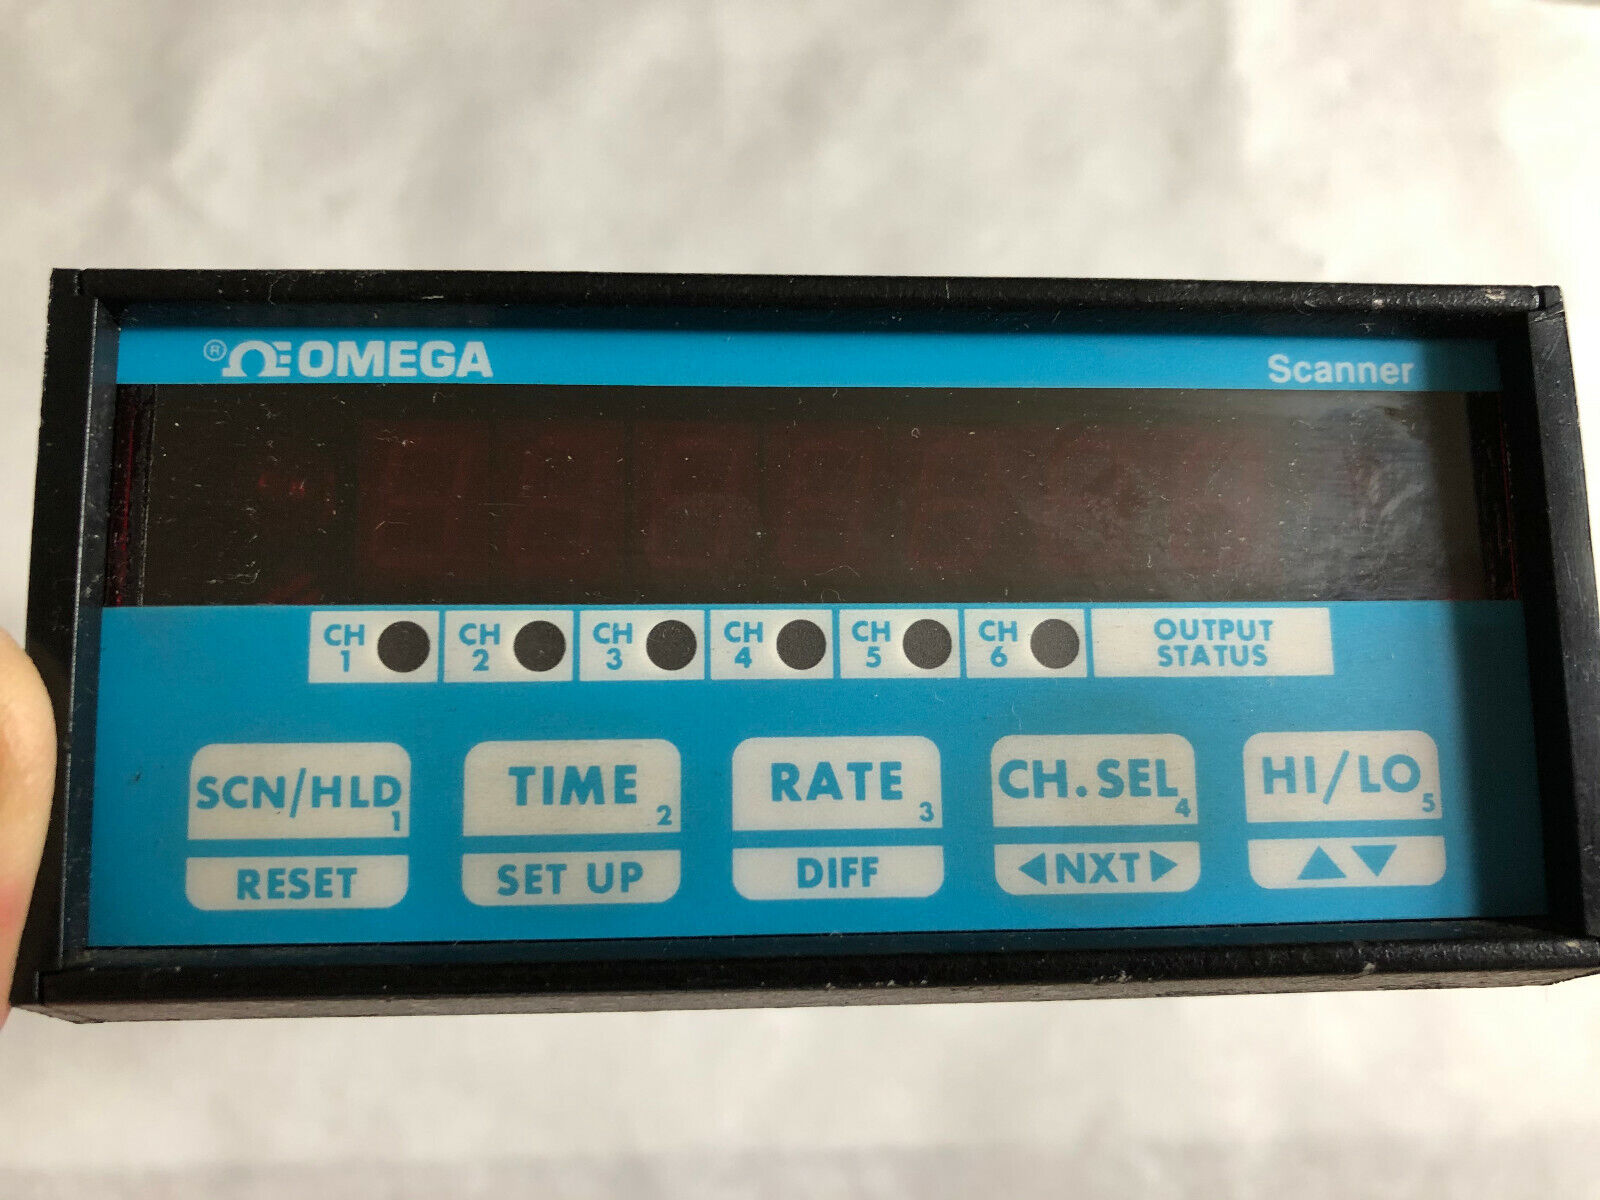 ® OMEGA
Scanner
CH 1
CH 2
CH 3
CH 4
CH 5
CH 6
OUTPUT
STATUS
SCN/HLD 1
TIME 2
RATE 3
CH. SEL 4
HI/LO 5
RESET
SET UP
DIFF
◀NXT▶
▲▼